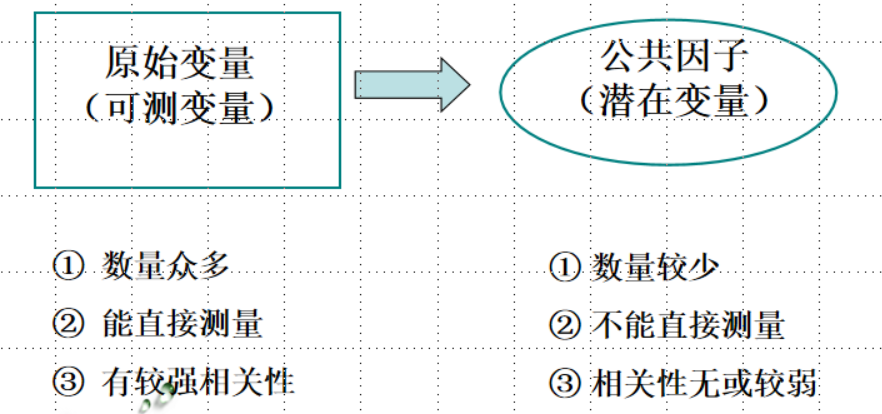 原始变量
（可测变量）
公共因子
（潜在变量）
① 数量众多
② 能直接测量
③ 有较强相关性
① 数量较少
② 不能直接测量
③ 相关性无或较弱